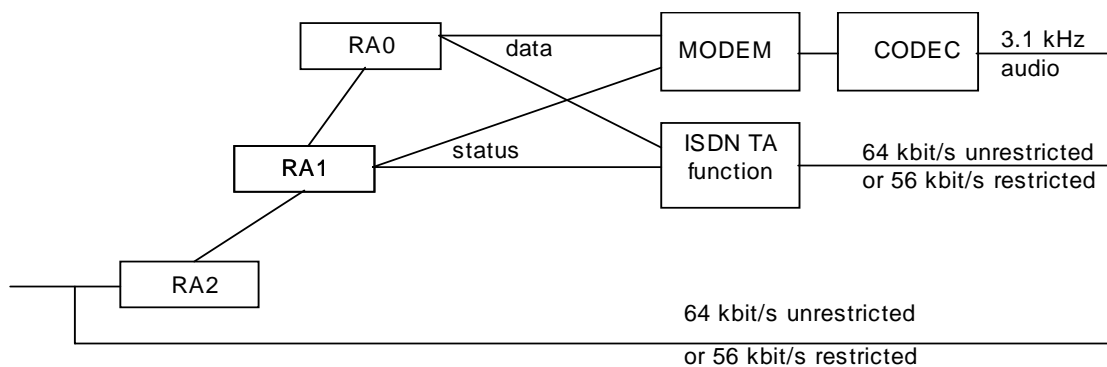 RA0
data
MODEM
CODEC
3.1 kHz
audio
RA1
status
ISDN TA
function
64 kbit/s unrestricted
or 56 kbit/s restricted
RA2
64 kbit/s unrestricted
or 56 kbit/s restricted